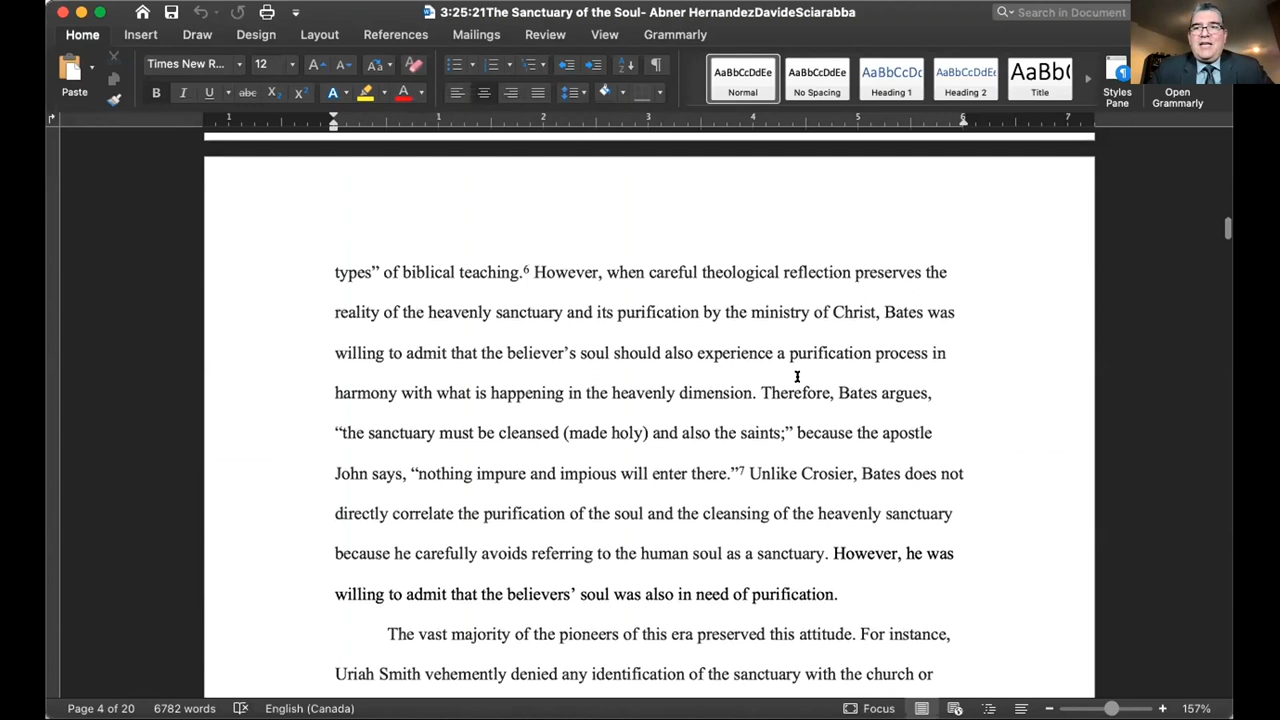 3:25:21The Sanctuary of the Soul- Abner HernandezDavideSciarabba
Search in Document
Home Insert Draw Design Layout References Mailings Review View Grammarly
Paste
Times New R... 12
AaBbCcDdEe AaBbCcDdEe AaBbCcDc AaBbCcDdEe AaBbC(
Normal No Spacing Heading 1 Heading 2 Title
Styles Pane
Open Grammarly
1 1 2 3 4 5 6 7
types” of biblical teaching.⁶ However, when careful theological reflection preserves the
reality of the heavenly sanctuary and its purification by the ministry of Christ, Bates was
willing to admit that the believer’s soul should also experience a purification process in
harmony with what is happening in the heavenly dimension. Therefore, Bates argues,
“the sanctuary must be cleansed (made holy) and also the saints;” because the apostle
John says, “nothing impure and impious will enter there.”⁷ Unlike Crosier, Bates does not
directly correlate the purification of the soul and the cleansing of the heavenly sanctuary
because he carefully avoids referring to the human soul as a sanctuary. However, he was
willing to admit that the believers’ soul was also in need of purification.
The vast majority of the pioneers of this era preserved this attitude. For instance,
Uriah Smith vehemently denied any identification of the sanctuary with the church or
Page 4 of 20 6782 words English (Canada) Focus 157%